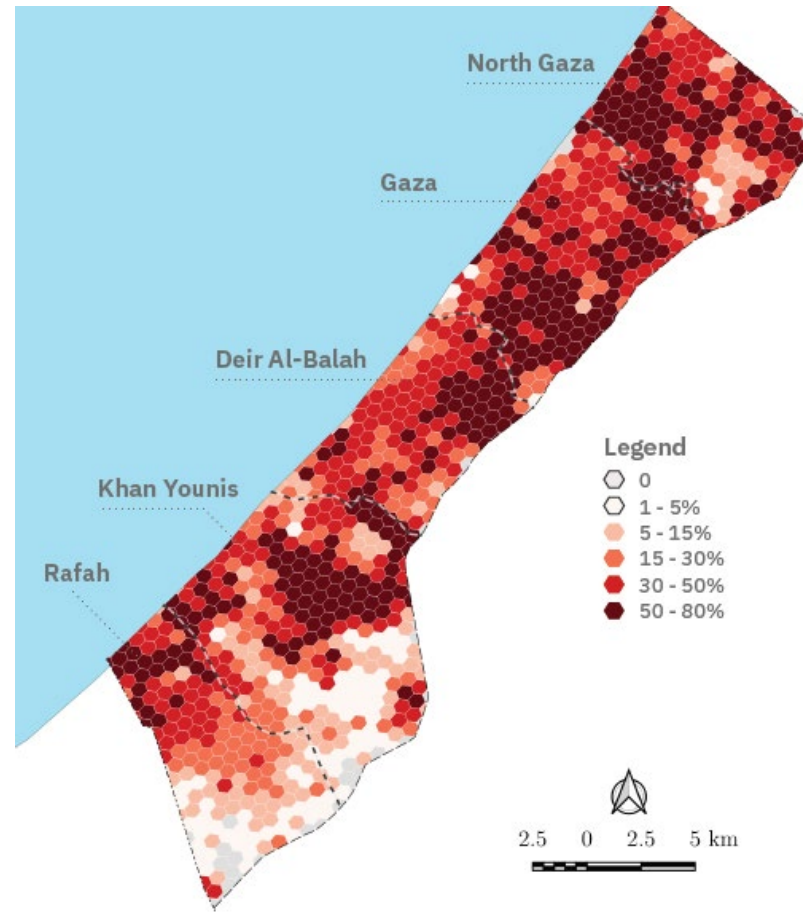 North Gaza
Gaza
Deir Al-Balah
Khan Younis
Rafah
Legend
0
1 - 5%
5 - 15%
15 - 30%
30 - 50%
50 - 80%
2.5 0 2.5 5 km